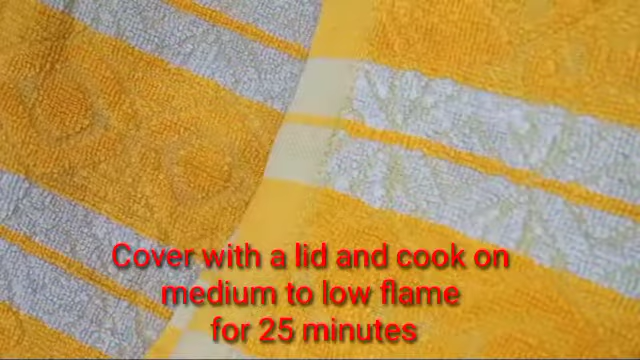 Cover with a lid and cook on
medium to low flame
for 25 minutes